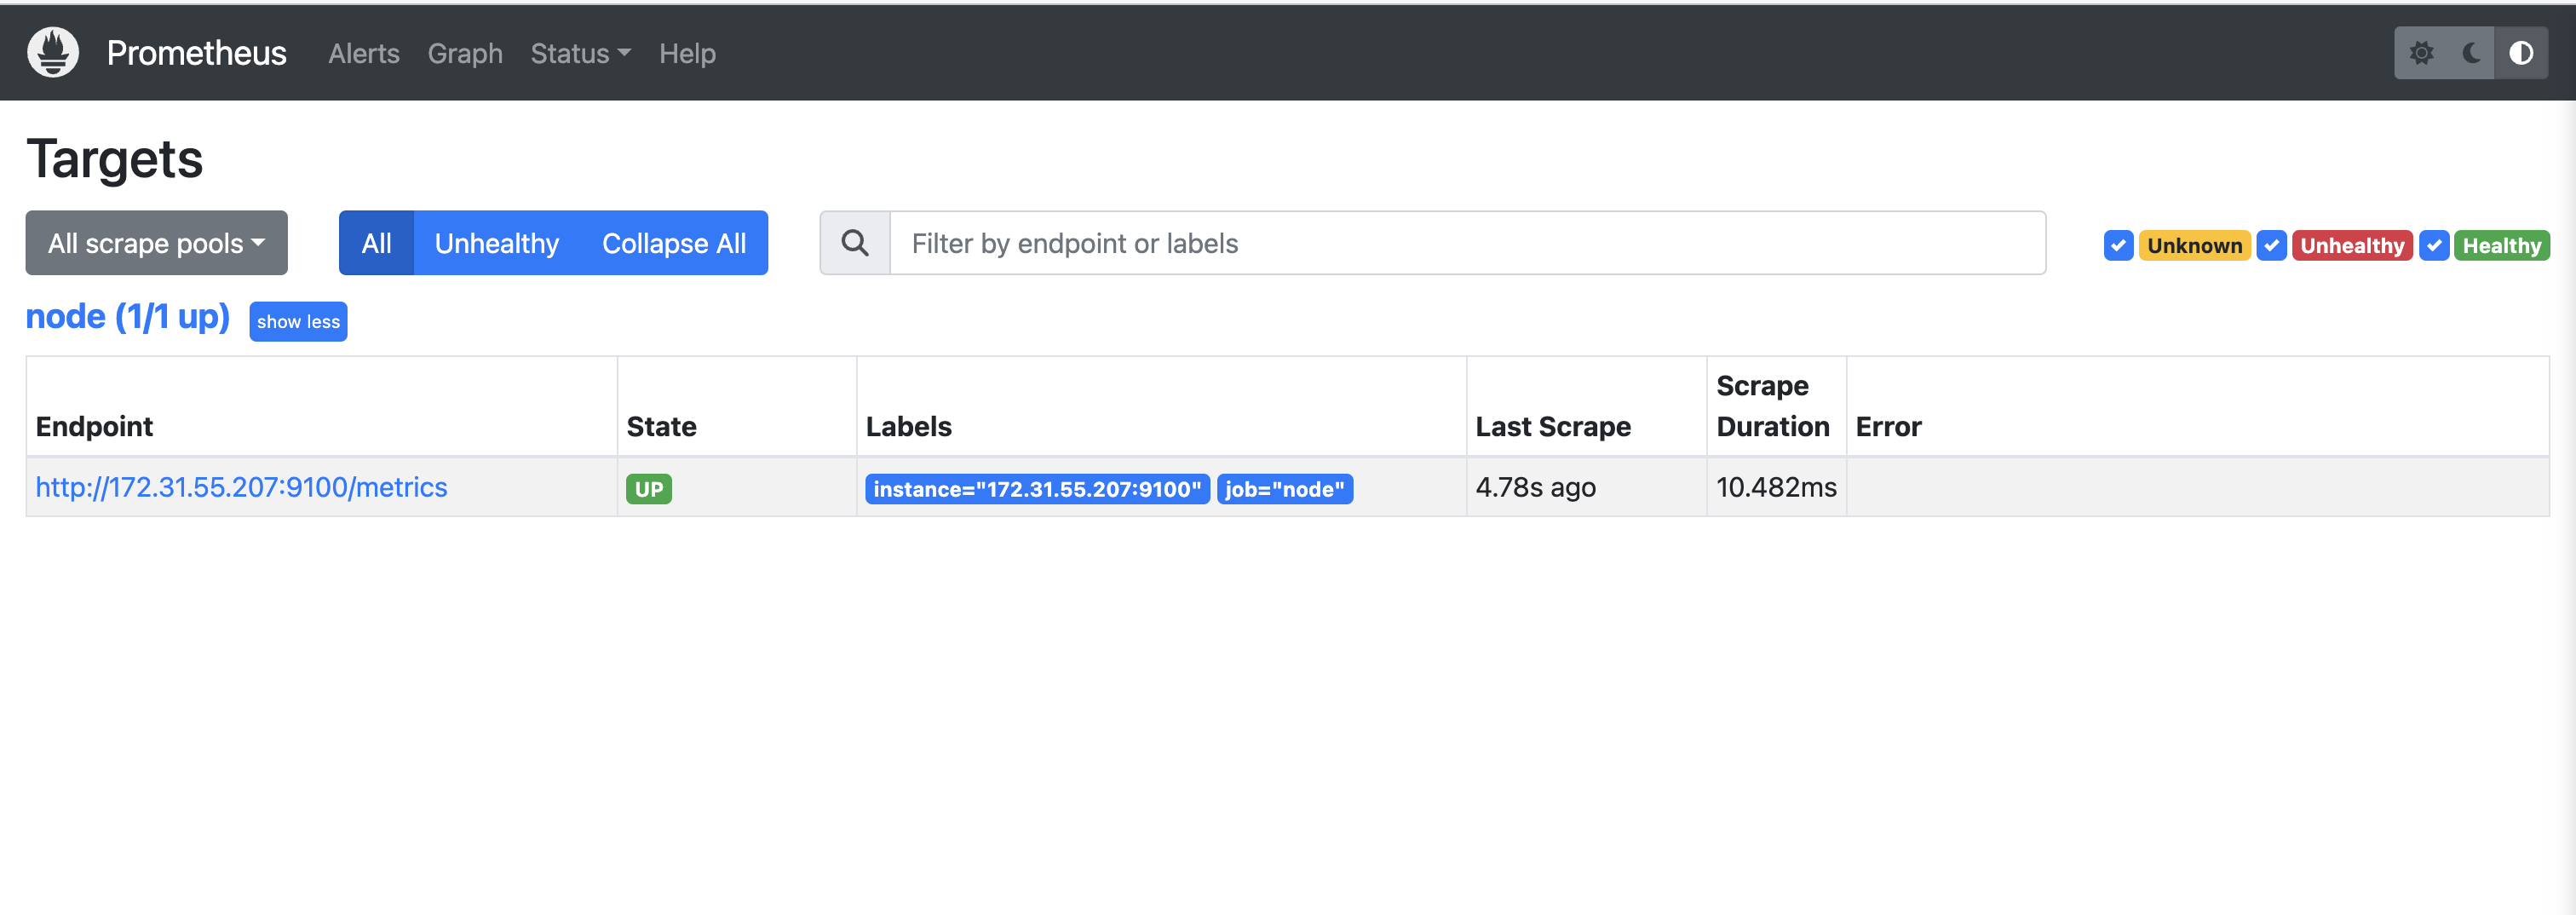 Prometheus Alerts Graph Status Help
Targets
All scrape pools All Unhealthy Collapse All Filter by endpoint or labels Unknown Unhealthy Healthy
node (1/1 up) show less
Endpoint State Labels Last Scrape Scrape Duration Error
http://172.31.55.207:9100/metrics UP instance="172.31.55.207:9100" job="node" 4.78s ago 10.482ms